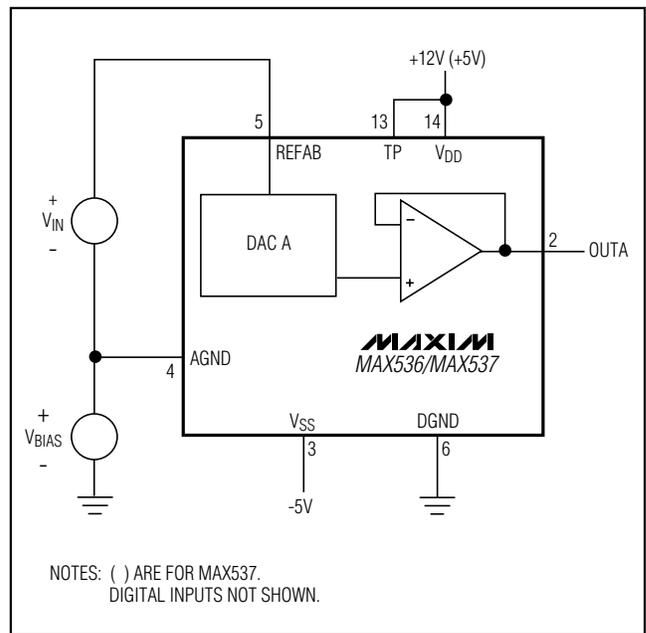 +12V (+5V)
5
13
14
REFAB
TP
VDD
+
VIN
-
DAC A
-
+
2
OUTA
MAXIM
MAX536/MAX537
AGND
4
+
VBIAS
-
VSS
DGND
3
6
-5V
NOTES: ( ) ARE FOR MAX537.
DIGITAL INPUTS NOT SHOWN.